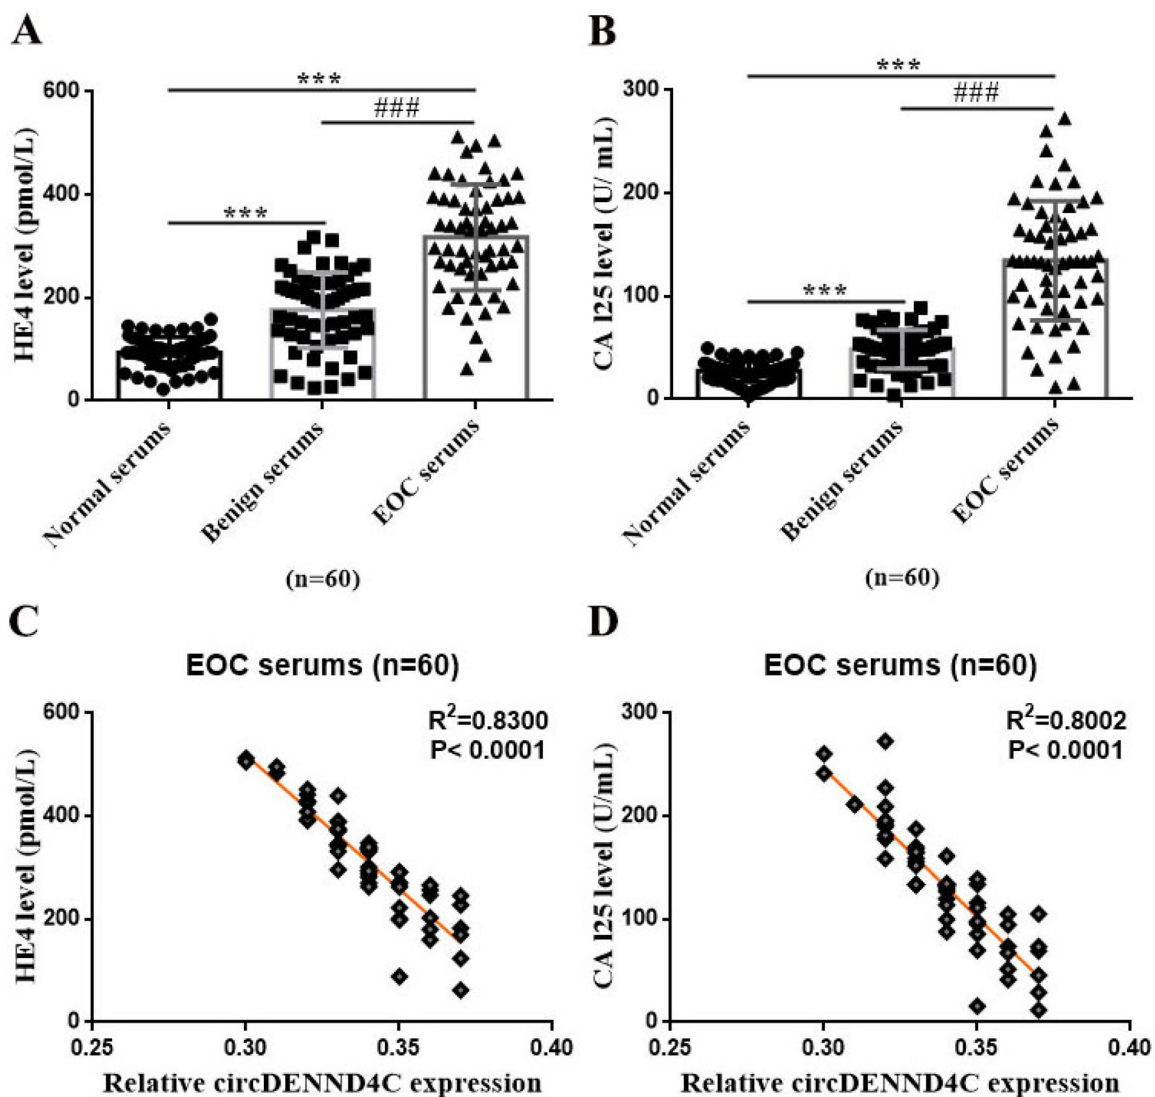 A
HE4 level (pmol/L)
600
400
200
0
***
###
***
Normal serums
Benign serums
EOC serums
(n=60)
B
CA 125 level (U/ mL)
300
200
100
0
***
###
***
Normal serums
Benign serums
EOC serums
(n=60)
C
EOC serums (n=60)
HE4 level (pmol/L)
600
400
200
0
R²=0.8300
P< 0.0001
0.25
0.30
0.35
0.40
Relative circDENND4C expression
D
EOC serums (n=60)
CA 125 level (U/mL)
300
200
100
0
R²=0.8002
P< 0.0001
0.25
0.30
0.35
0.40
Relative circDENND4C expression